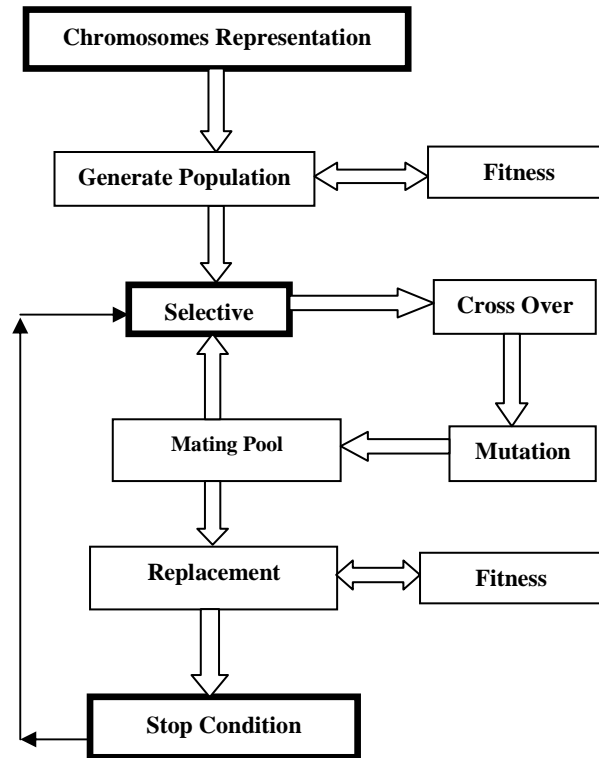 Chromosomes Representation
Generate Population
Fitness
Selective
Cross Over
Mating Pool
Mutation
Replacement
Fitness
Stop Condition